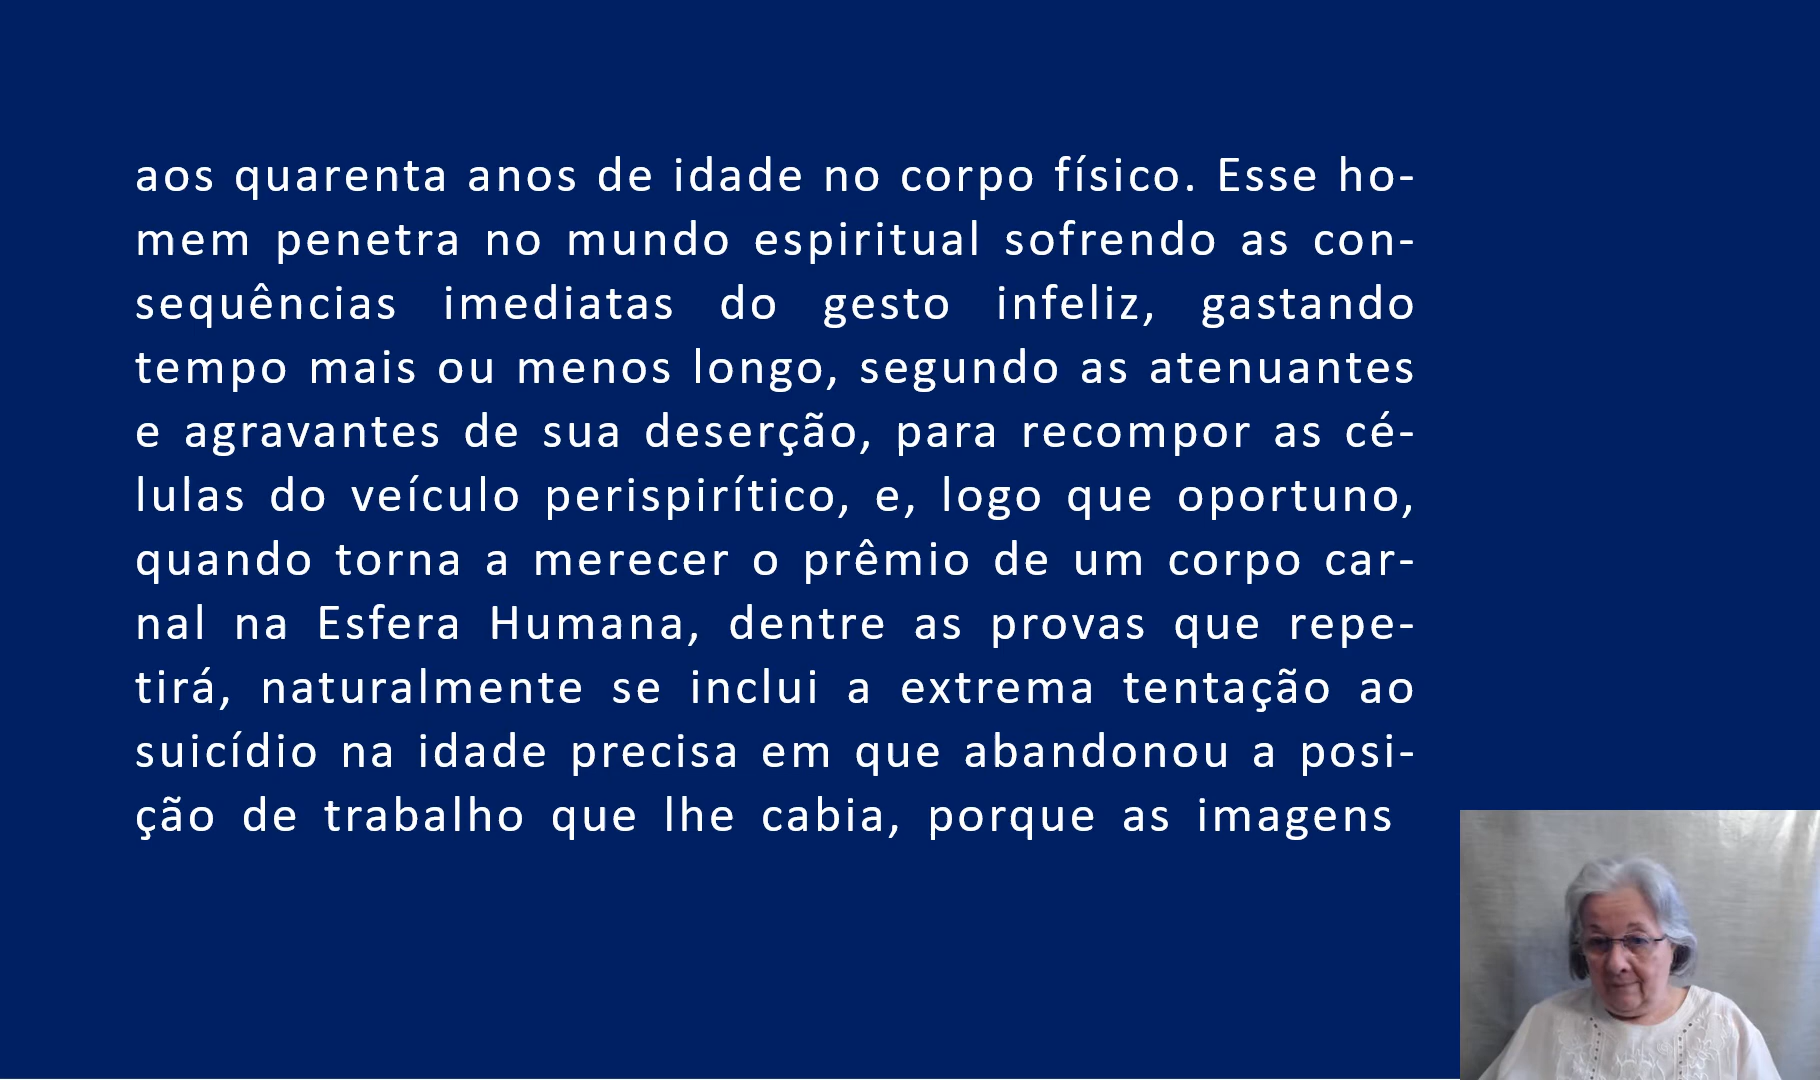 aos quarenta anos de idade no corpo físico. Esse ho-
mem penetra no mundo espiritual sofrendo as con-
sequências imediatas do gesto infeliz, gastando
tempo mais ou menos longo, segundo as atenuantes
e agravantes de sua deserção, para recompor as cé-
lulas do veículo perispirítico, e, logo que oportuno,
quando torna a merecer o prêmio de um corpo car-
nal na Esfera Humana, dentre as provas que repe-
tirá, naturalmente se inclui a extrema tentação ao
suicídio na idade precisa em que abandonou a posi-
ção de trabalho que lhe cabia, porque as imagens